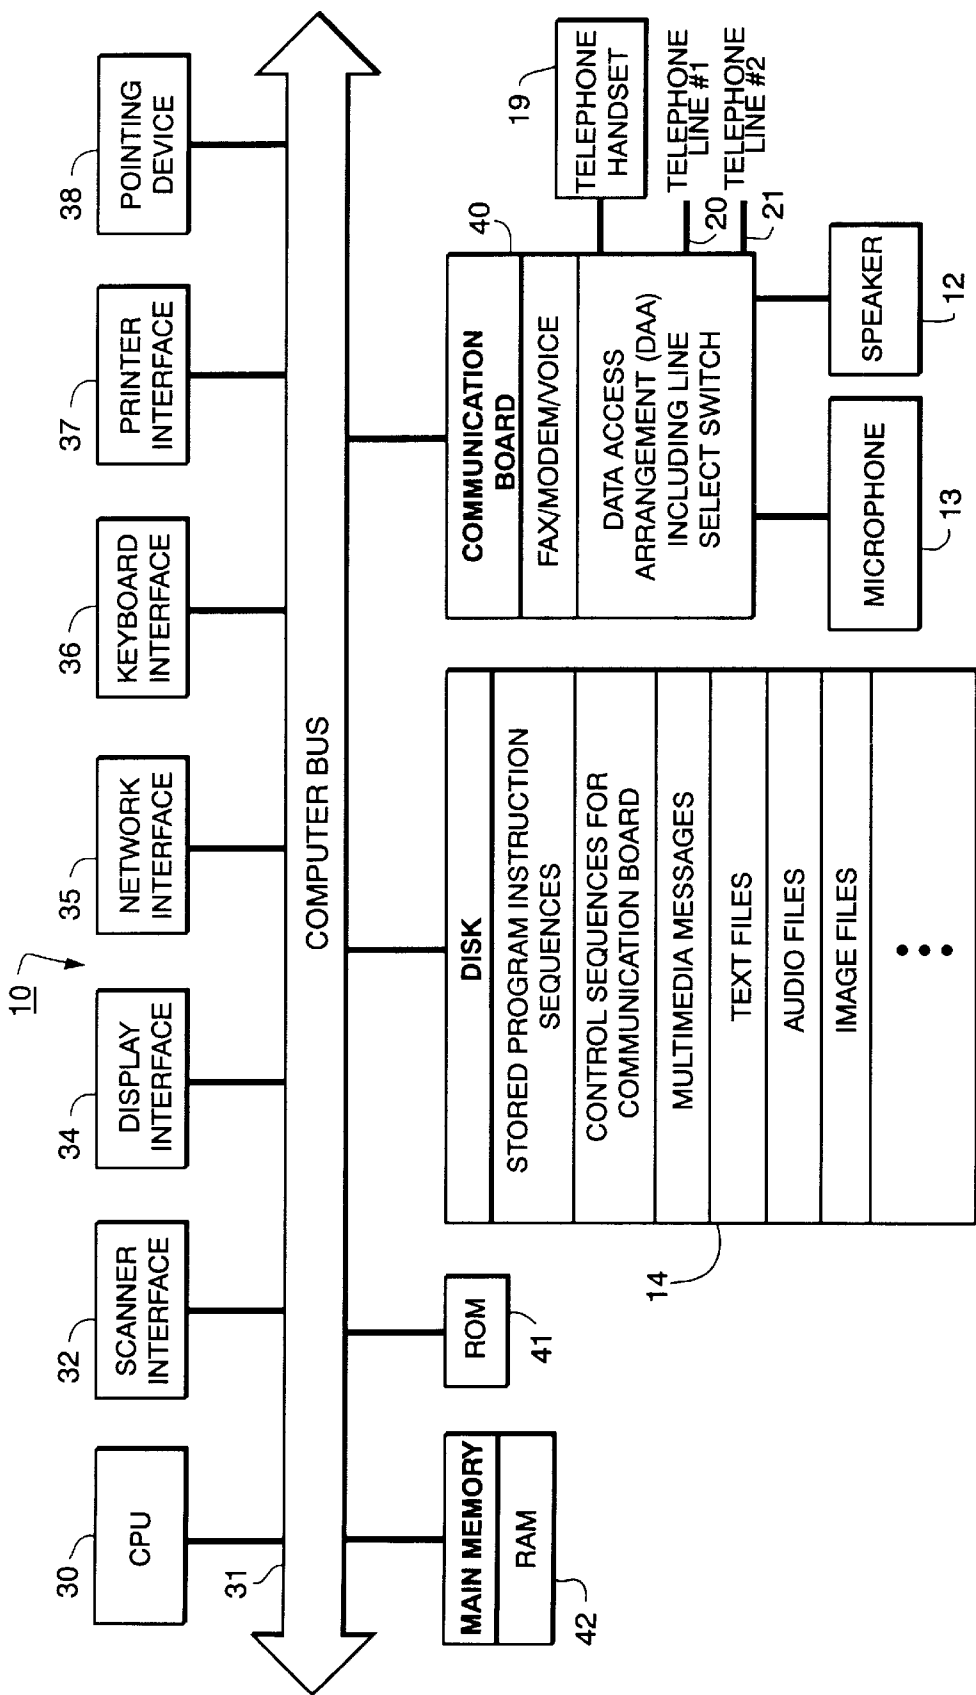 10
30
CPU
32
SCANNER
INTERFACE
34
DISPLAY
INTERFACE
35
NETWORK
INTERFACE
36
KEYBOARD
INTERFACE
37
PRINTER
INTERFACE
38
POINTING
DEVICE
31
COMPUTER BUS
MAIN MEMORY
RAM
42
ROM
41
DISK
STORED PROGRAM INSTRUCTION
SEQUENCES
CONTROL SEQUENCES FOR
COMMUNICATION BOARD
MULTIMEDIA MESSAGES
TEXT FILES
AUDIO FILES
IMAGE FILES
14
COMMUNICATION
BOARD
40
FAX/MODEM/VOICE
DATA ACCESS
ARRANGEMENT (DAA)
INCLUDING LINE
SELECT SWITCH
19
TELEPHONE
HANDSET
TELEPHONE
LINE #1
20
TELEPHONE
LINE #2
21
MICROPHONE
13
SPEAKER
12